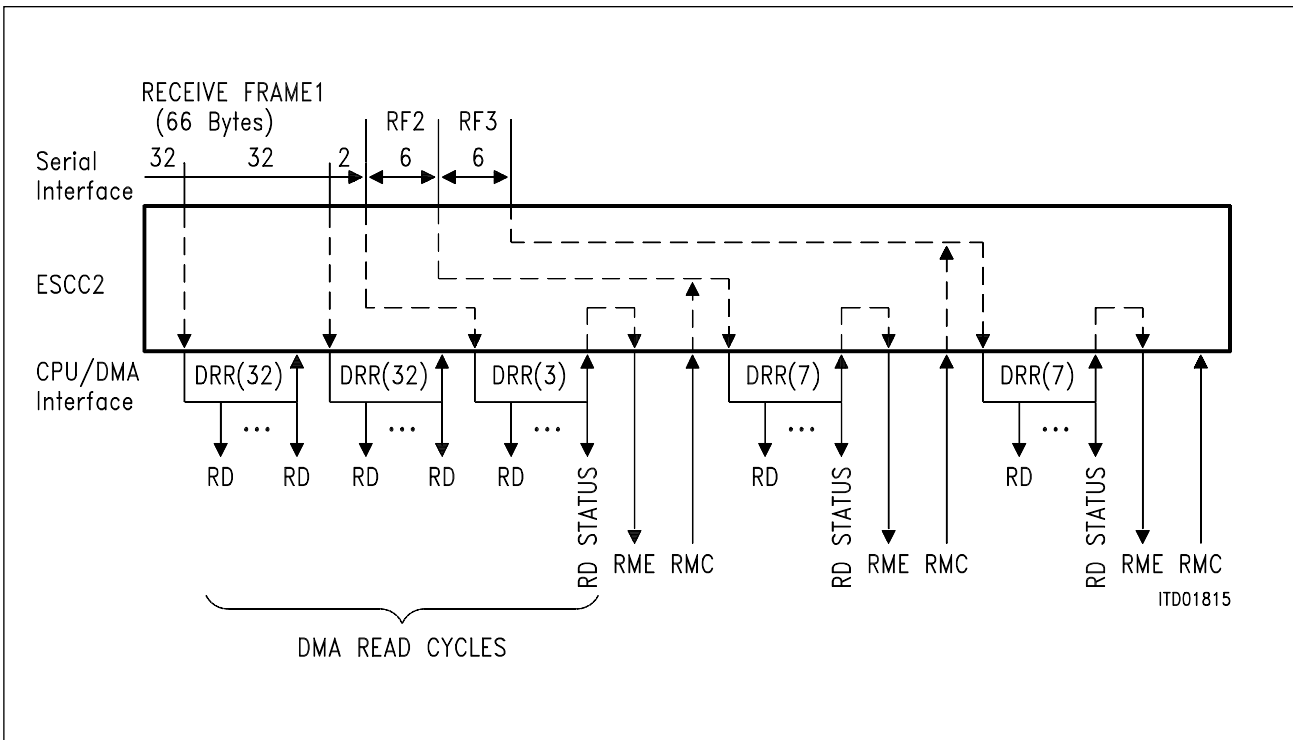 RECEIVE FRAME1
(66 Bytes)
RF2 RF3
Serial
Interface
32 32 2 6 6
ESCC2
CPU/DMA
Interface
DRR(32) DRR(32) DRR(3) DRR(7) DRR(7)
... ... ... ... ...
RD RD RD RD RD RD STATUS RD RD STATUS RD RD STATUS
RME RMC RME RMC RME RMC
ITD01815
DMA READ CYCLES